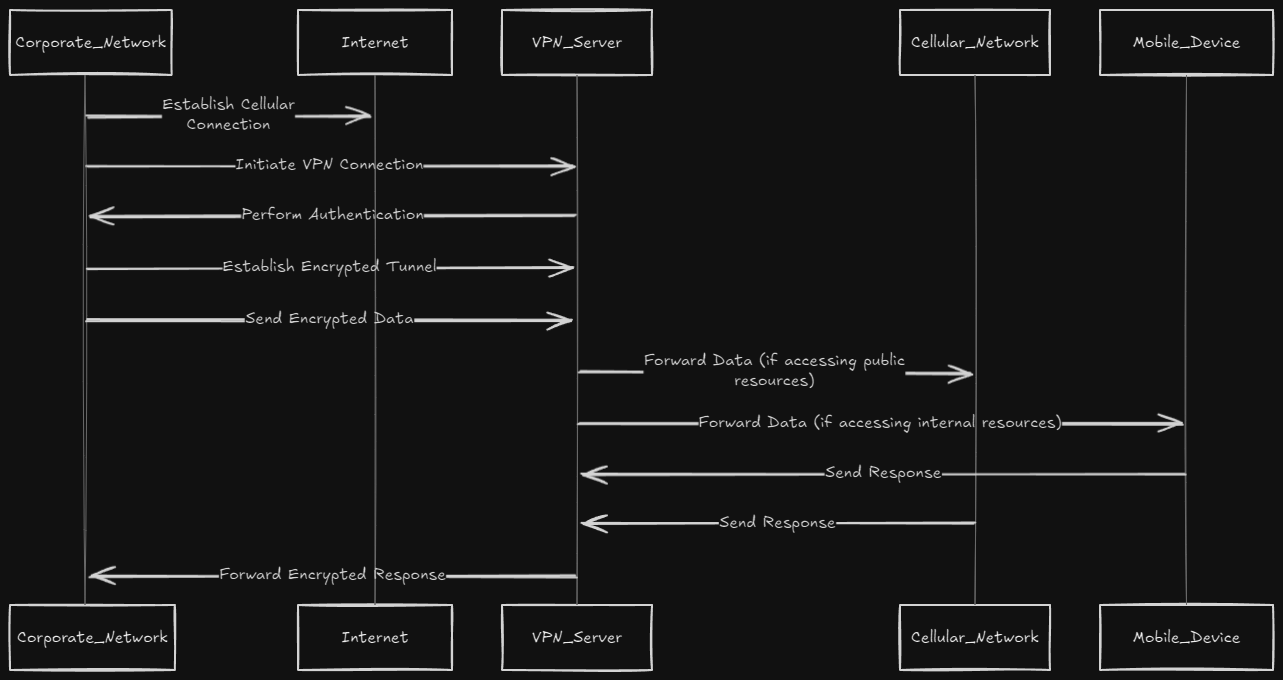 Corporate_Network
Internet
VPN_Server
Cellular_Network
Mobile_Device
Establish Cellular
Connection
Initiate VPN Connection
Perform Authentication
Establish Encrypted Tunnel
Send Encrypted Data
Forward Data (if accessing public
resources)
Forward Data (if accessing internal resources)
Send Response
Send Response
Forward Encrypted Response
Corporate_Network
Internet
VPN_Server
Cellular_Network
Mobile_Device